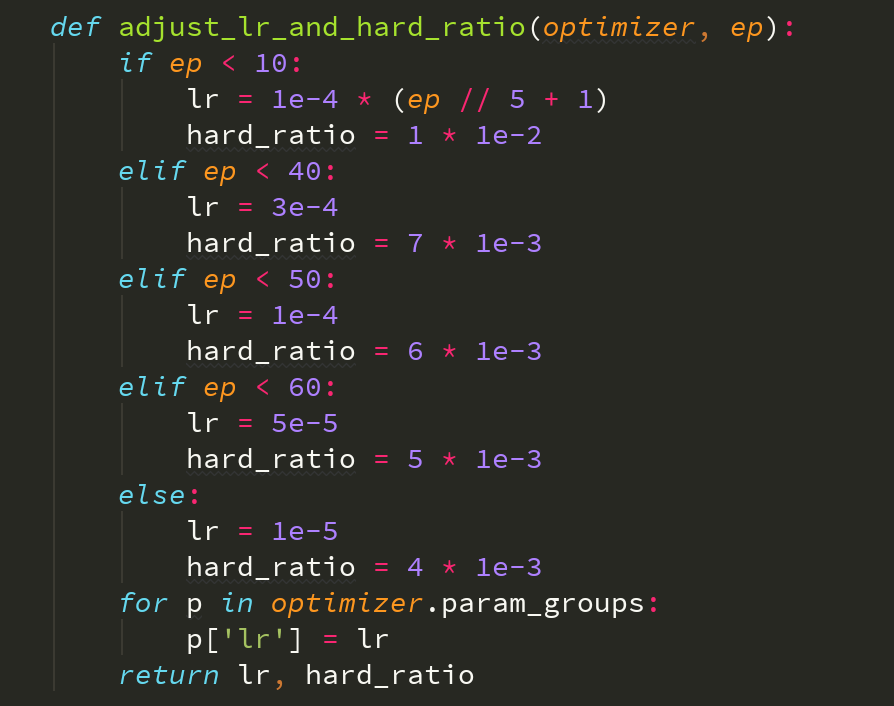 def adjust_lr_and_hard_ratio(optimizer, ep):
    if ep < 10:
        lr = 1e-4 * (ep // 5 + 1)
        hard_ratio = 1 * 1e-2
    elif ep < 40:
        lr = 3e-4
        hard_ratio = 7 * 1e-3
    elif ep < 50:
        lr = 1e-4
        hard_ratio = 6 * 1e-3
    elif ep < 60:
        lr = 5e-5
        hard_ratio = 5 * 1e-3
    else:
        lr = 1e-5
        hard_ratio = 4 * 1e-3
    for p in optimizer.param_groups:
        p['lr'] = lr
    return lr, hard_ratio